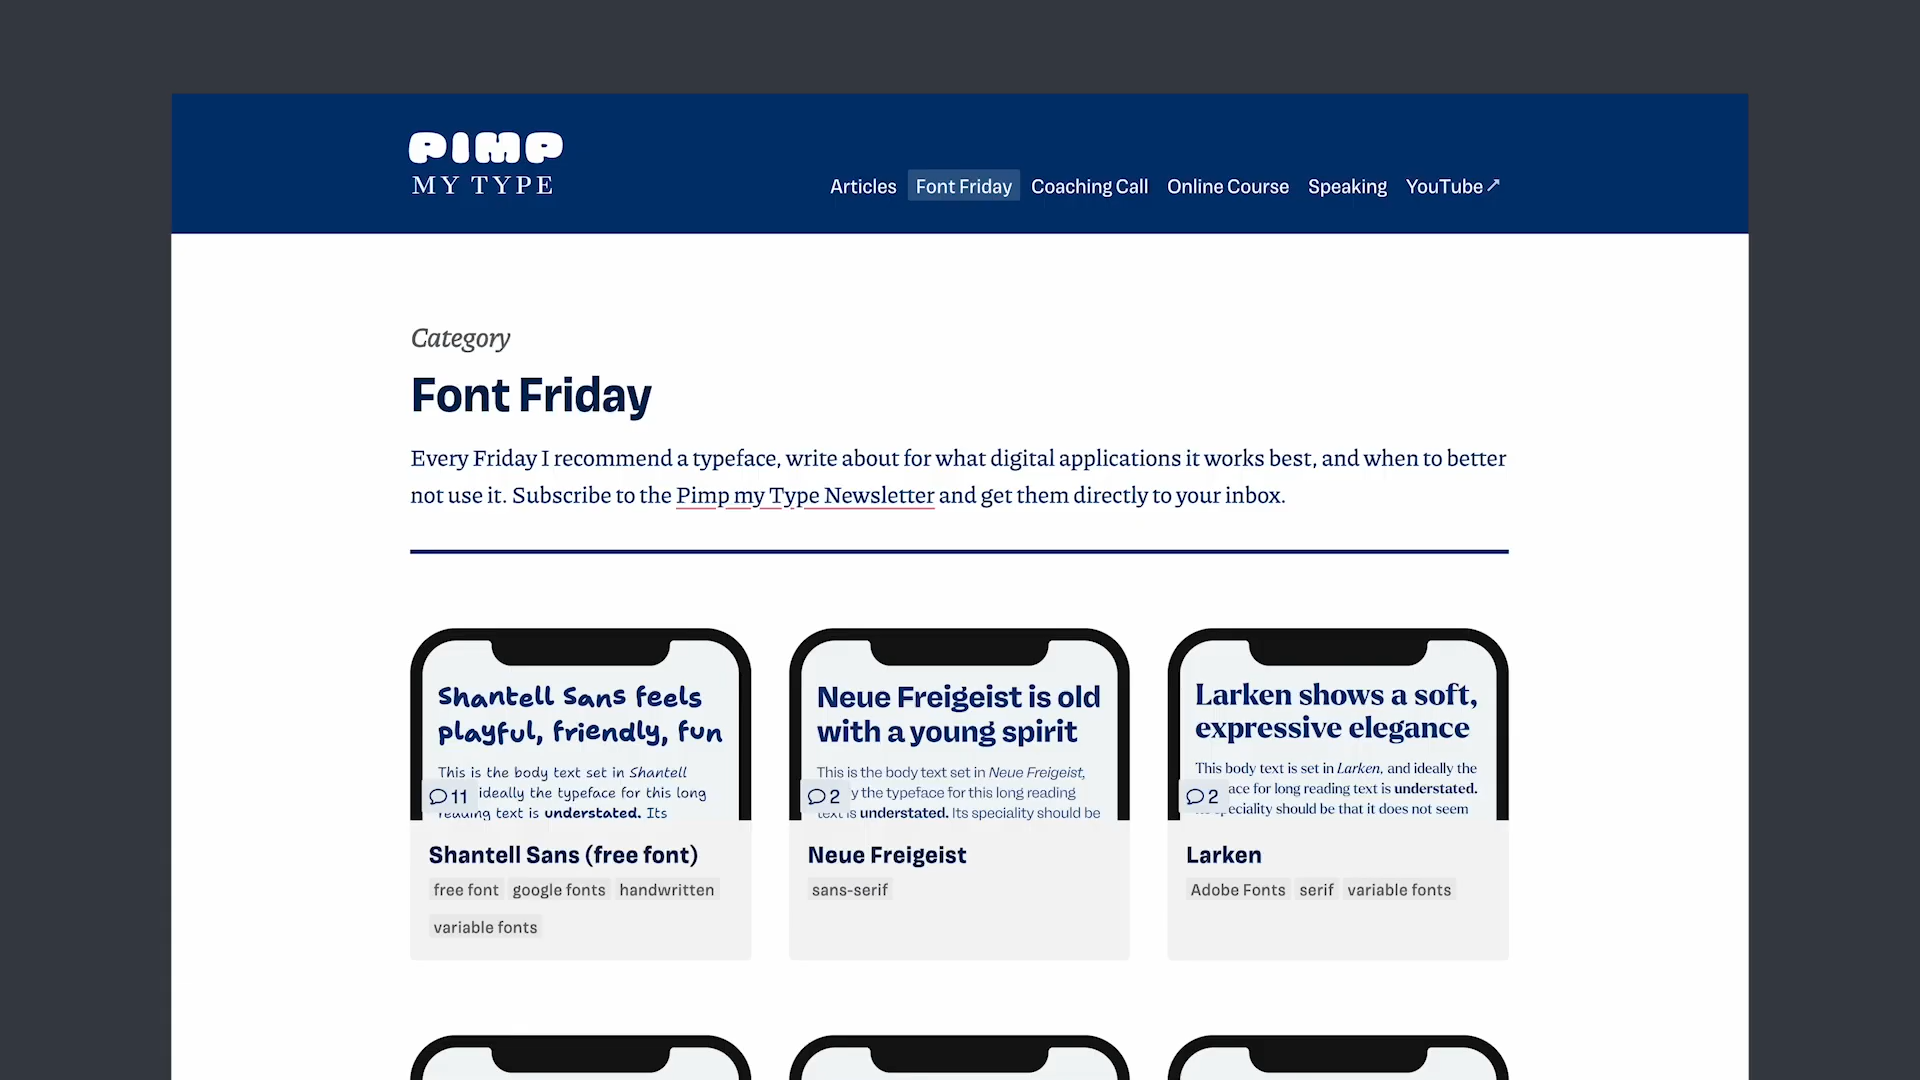 PIMP
MY TYPE
Articles Font Friday Coaching Call Online Course Speaking YouTube↗
Category
Font Friday
Every Friday I recommend a typeface, write about for what digital applications it works best, and when to better
not use it. Subscribe to the Pimp my Type Newsletter and get them directly to your inbox.
Shantell Sans feels
playful, friendly, fun
This is the body text set in Shantell
11 ideally the typeface for this long
reading text is understated. Its
Shantell Sans (free font)
free font google fonts handwritten
variable fonts
Neue Freigeist is old
with a young spirit
This is the body text set in Neue Freigeist,
2 y the typeface for this long reading
text is understated. Its speciality should be
Neue Freigeist
sans-serif
Larken shows a soft,
expressive elegance
This body text is set in Larken, and ideally the
2 ace for long reading text is understated.
speciality should be that it does not seem
Larken
Adobe Fonts serif variable fonts